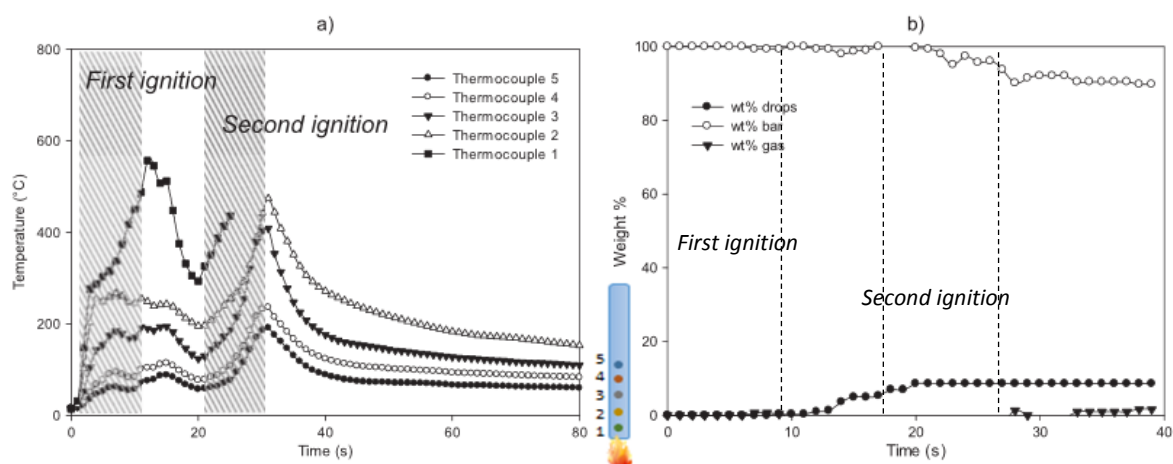 a)
800
600
400
200
0
Temperature (°C)
First ignition
Second ignition
Thermocouple 5
Thermocouple 4
Thermocouple 3
Thermocouple 2
Thermocouple 1
0 20 40 60 80
Time (s)
5
4
3
2
1
b)
100
80
60
40
20
0
Weight %
wt% drops
wt% bar
wt% gas
First ignition
Second ignition
0 10 20 30 40
Time (s)